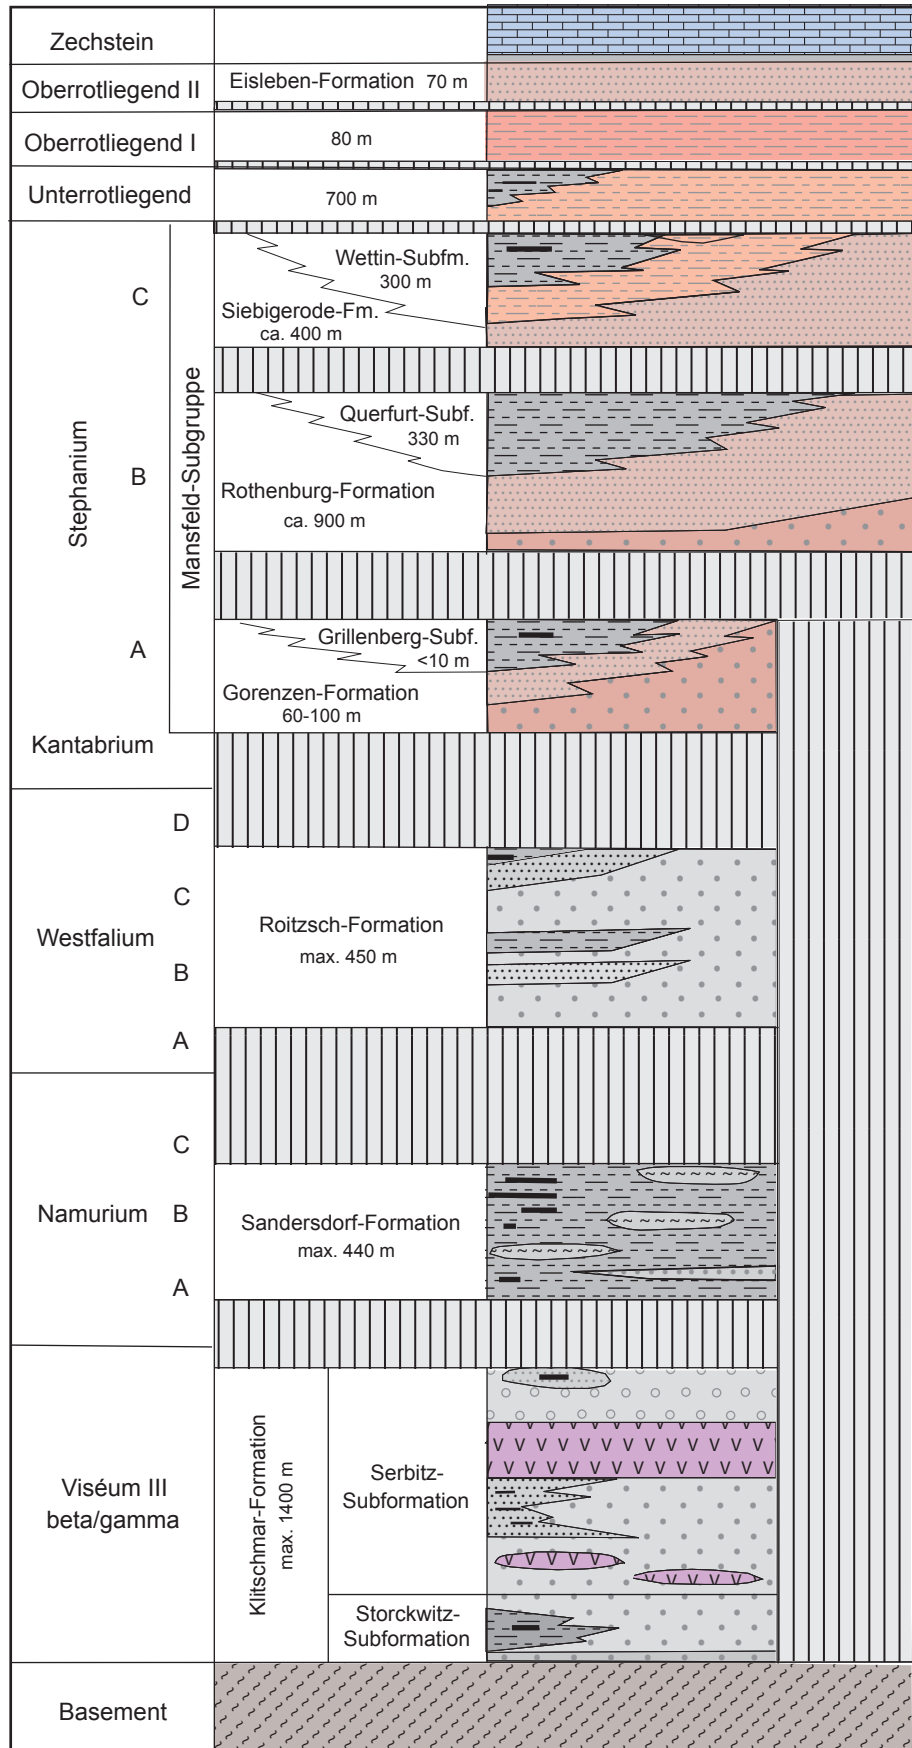 Zechstein
Oberrotliegend II
Eisleben-Formation 70 m
Oberrotliegend I
80 m
Unterrotliegend
700 m
Stephanium
Mansfeld-Subgruppe
C
Wettin-Subfm.
300 m
Siebigerode-Fm.
ca. 400 m
B
Querfurt-Subf.
330 m
Rothenburg-Formation
ca. 900 m
A
Grillenberg-Subf.
<10 m
Gorenzen-Formation
60-100 m
Kantabrium
Westfalium
D
C
B
A
Roitzsch-Formation
max. 450 m
Namurium
C
B
A
Sandersdorf-Formation
max. 440 m
Viséum III
beta/gamma
Klitschmar-Formation
max. 1400 m
Serbitz-
Subformation
Storckwitz-
Subformation
Basement